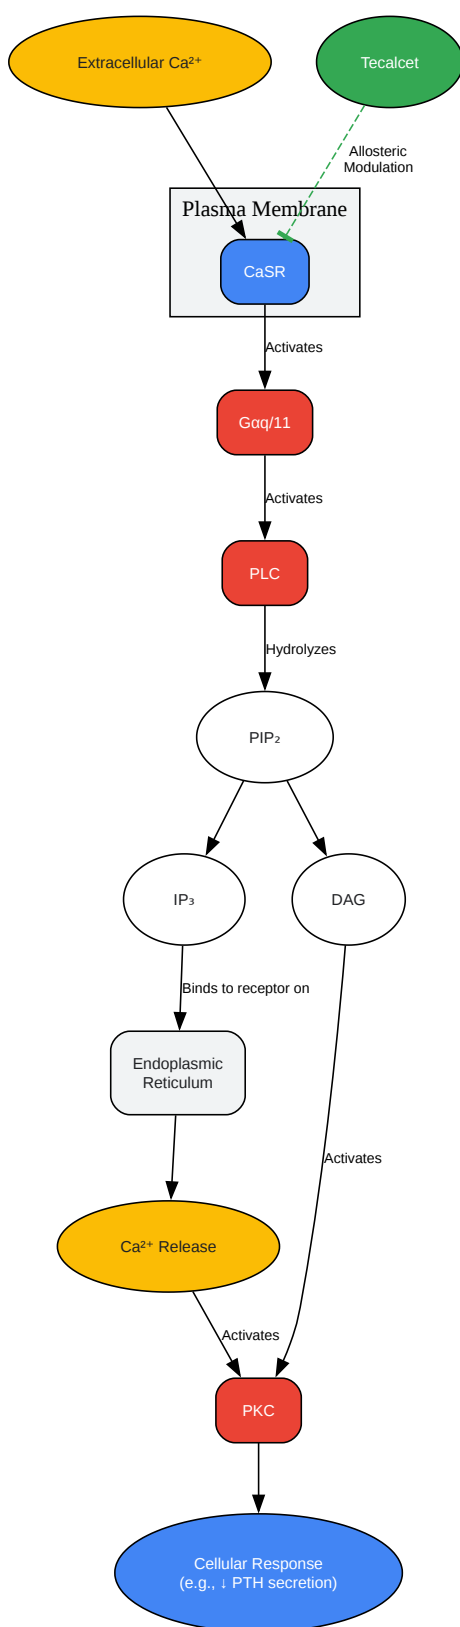 Extracellular Ca²⁺
Tecalcet
Allosteric
Modulation
Plasma Membrane
CaSR
Activates
Gαq/11
Activates
PLC
Hydrolyzes
PIP₂
IP₃
DAG
Binds to receptor on
Endoplasmic
Reticulum
Activates
Ca²⁺ Release
Activates
PKC
Cellular Response
(e.g., ↓ PTH secretion)